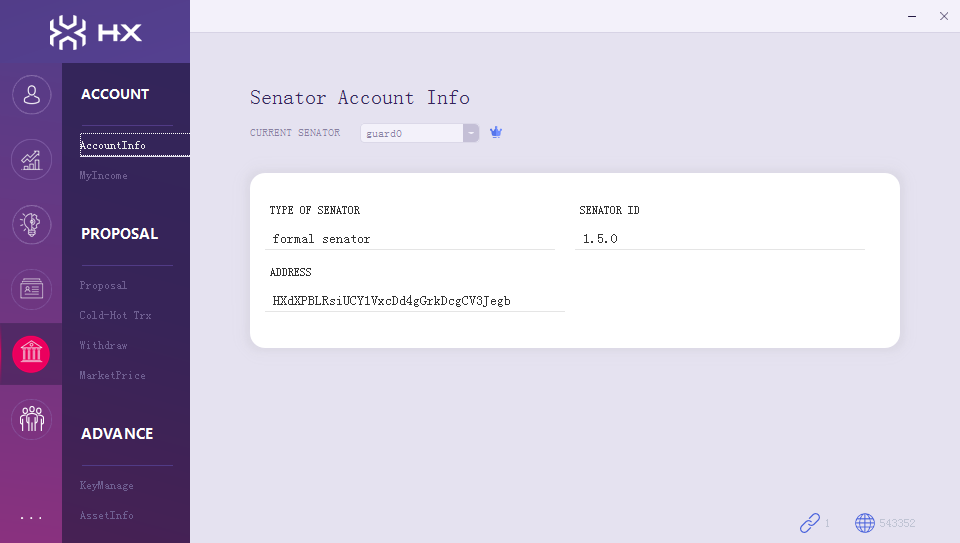 HX
ACCOUNT
AccountInfo
MyIncome
PROPOSAL
Proposal
Cold-Hot Trx
Withdraw
MarketPrice
ADVANCE
KeyManage
AssetInfo
...
Senator Account Info
CURRENT SENATOR guard0
TYPE OF SENATOR SENATOR ID
formal senator 1.5.0
ADDRESS
HXdXPBLRsiUCY1VxcDd4gGrkDcgCV3Jegb
1 543352